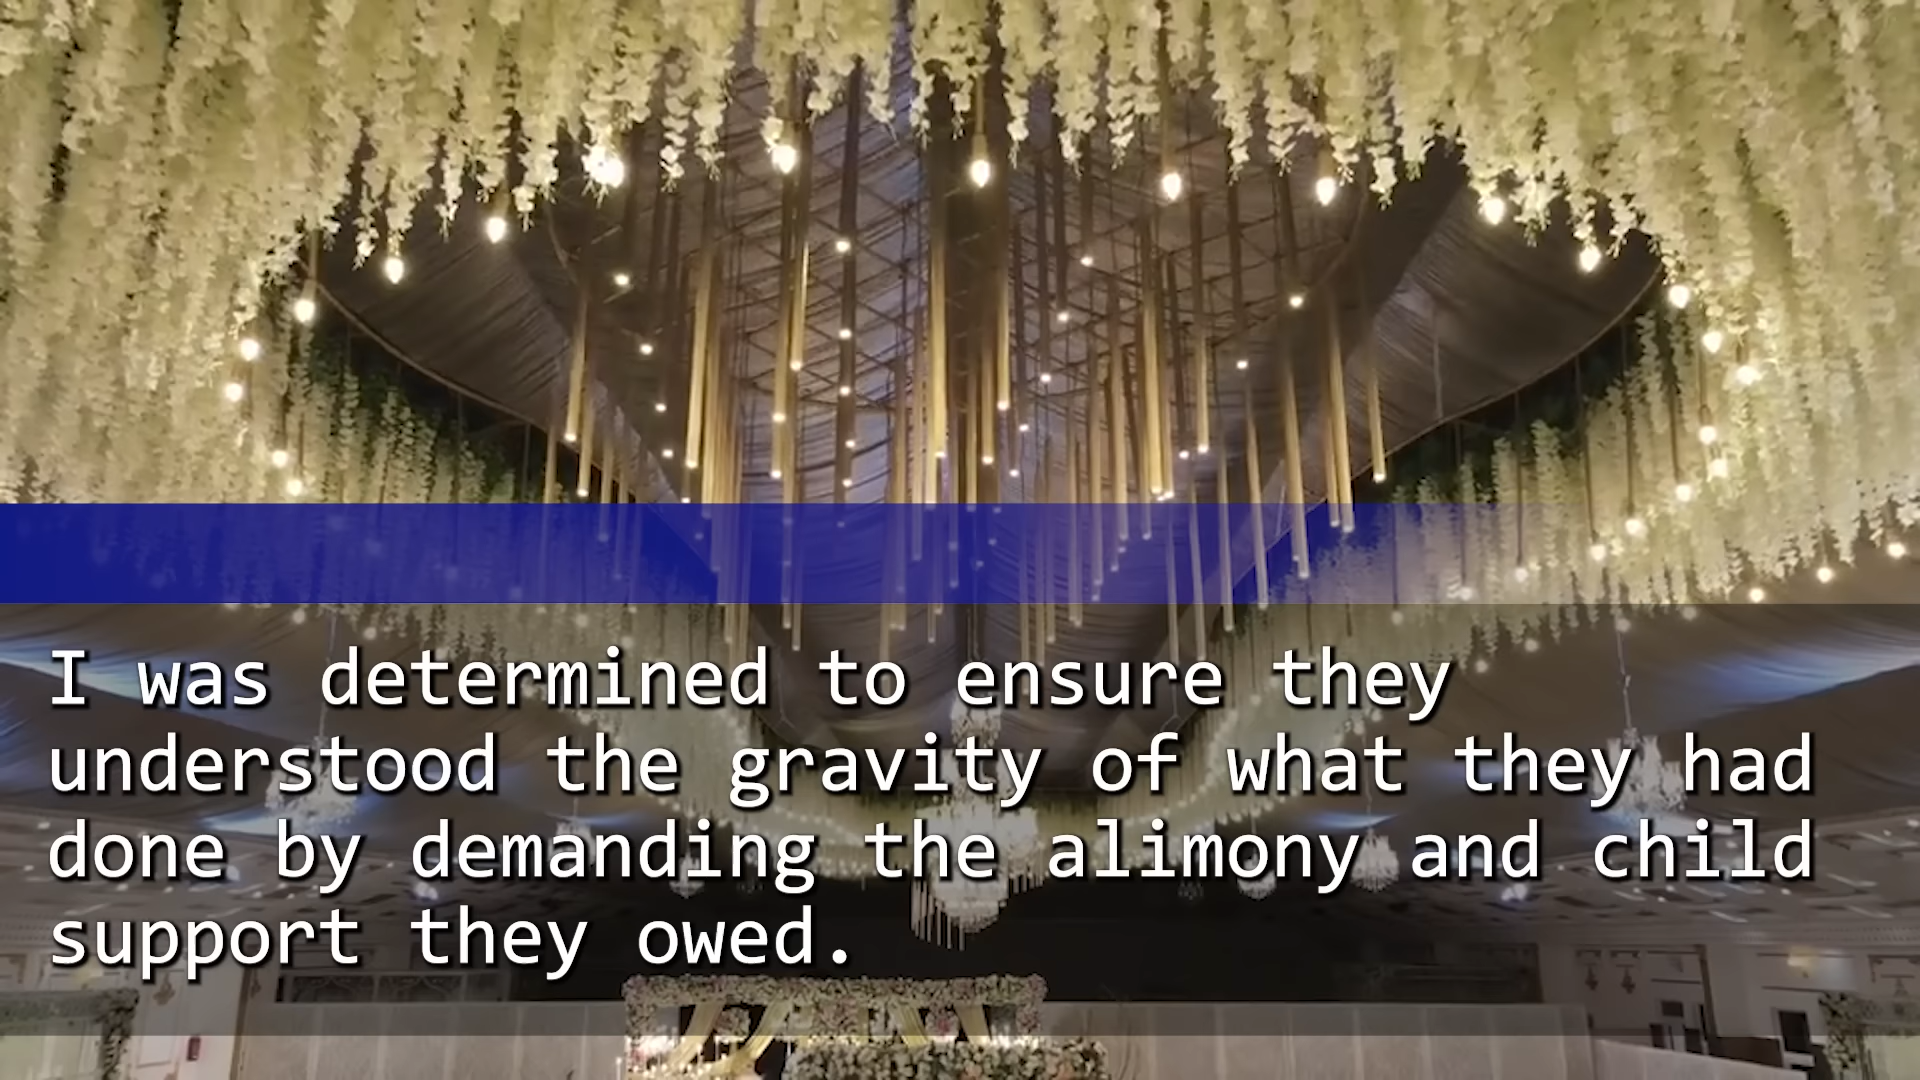 I was determined to ensure they
understood the gravity of what they had
done by demanding the alimony and child
support they owed.